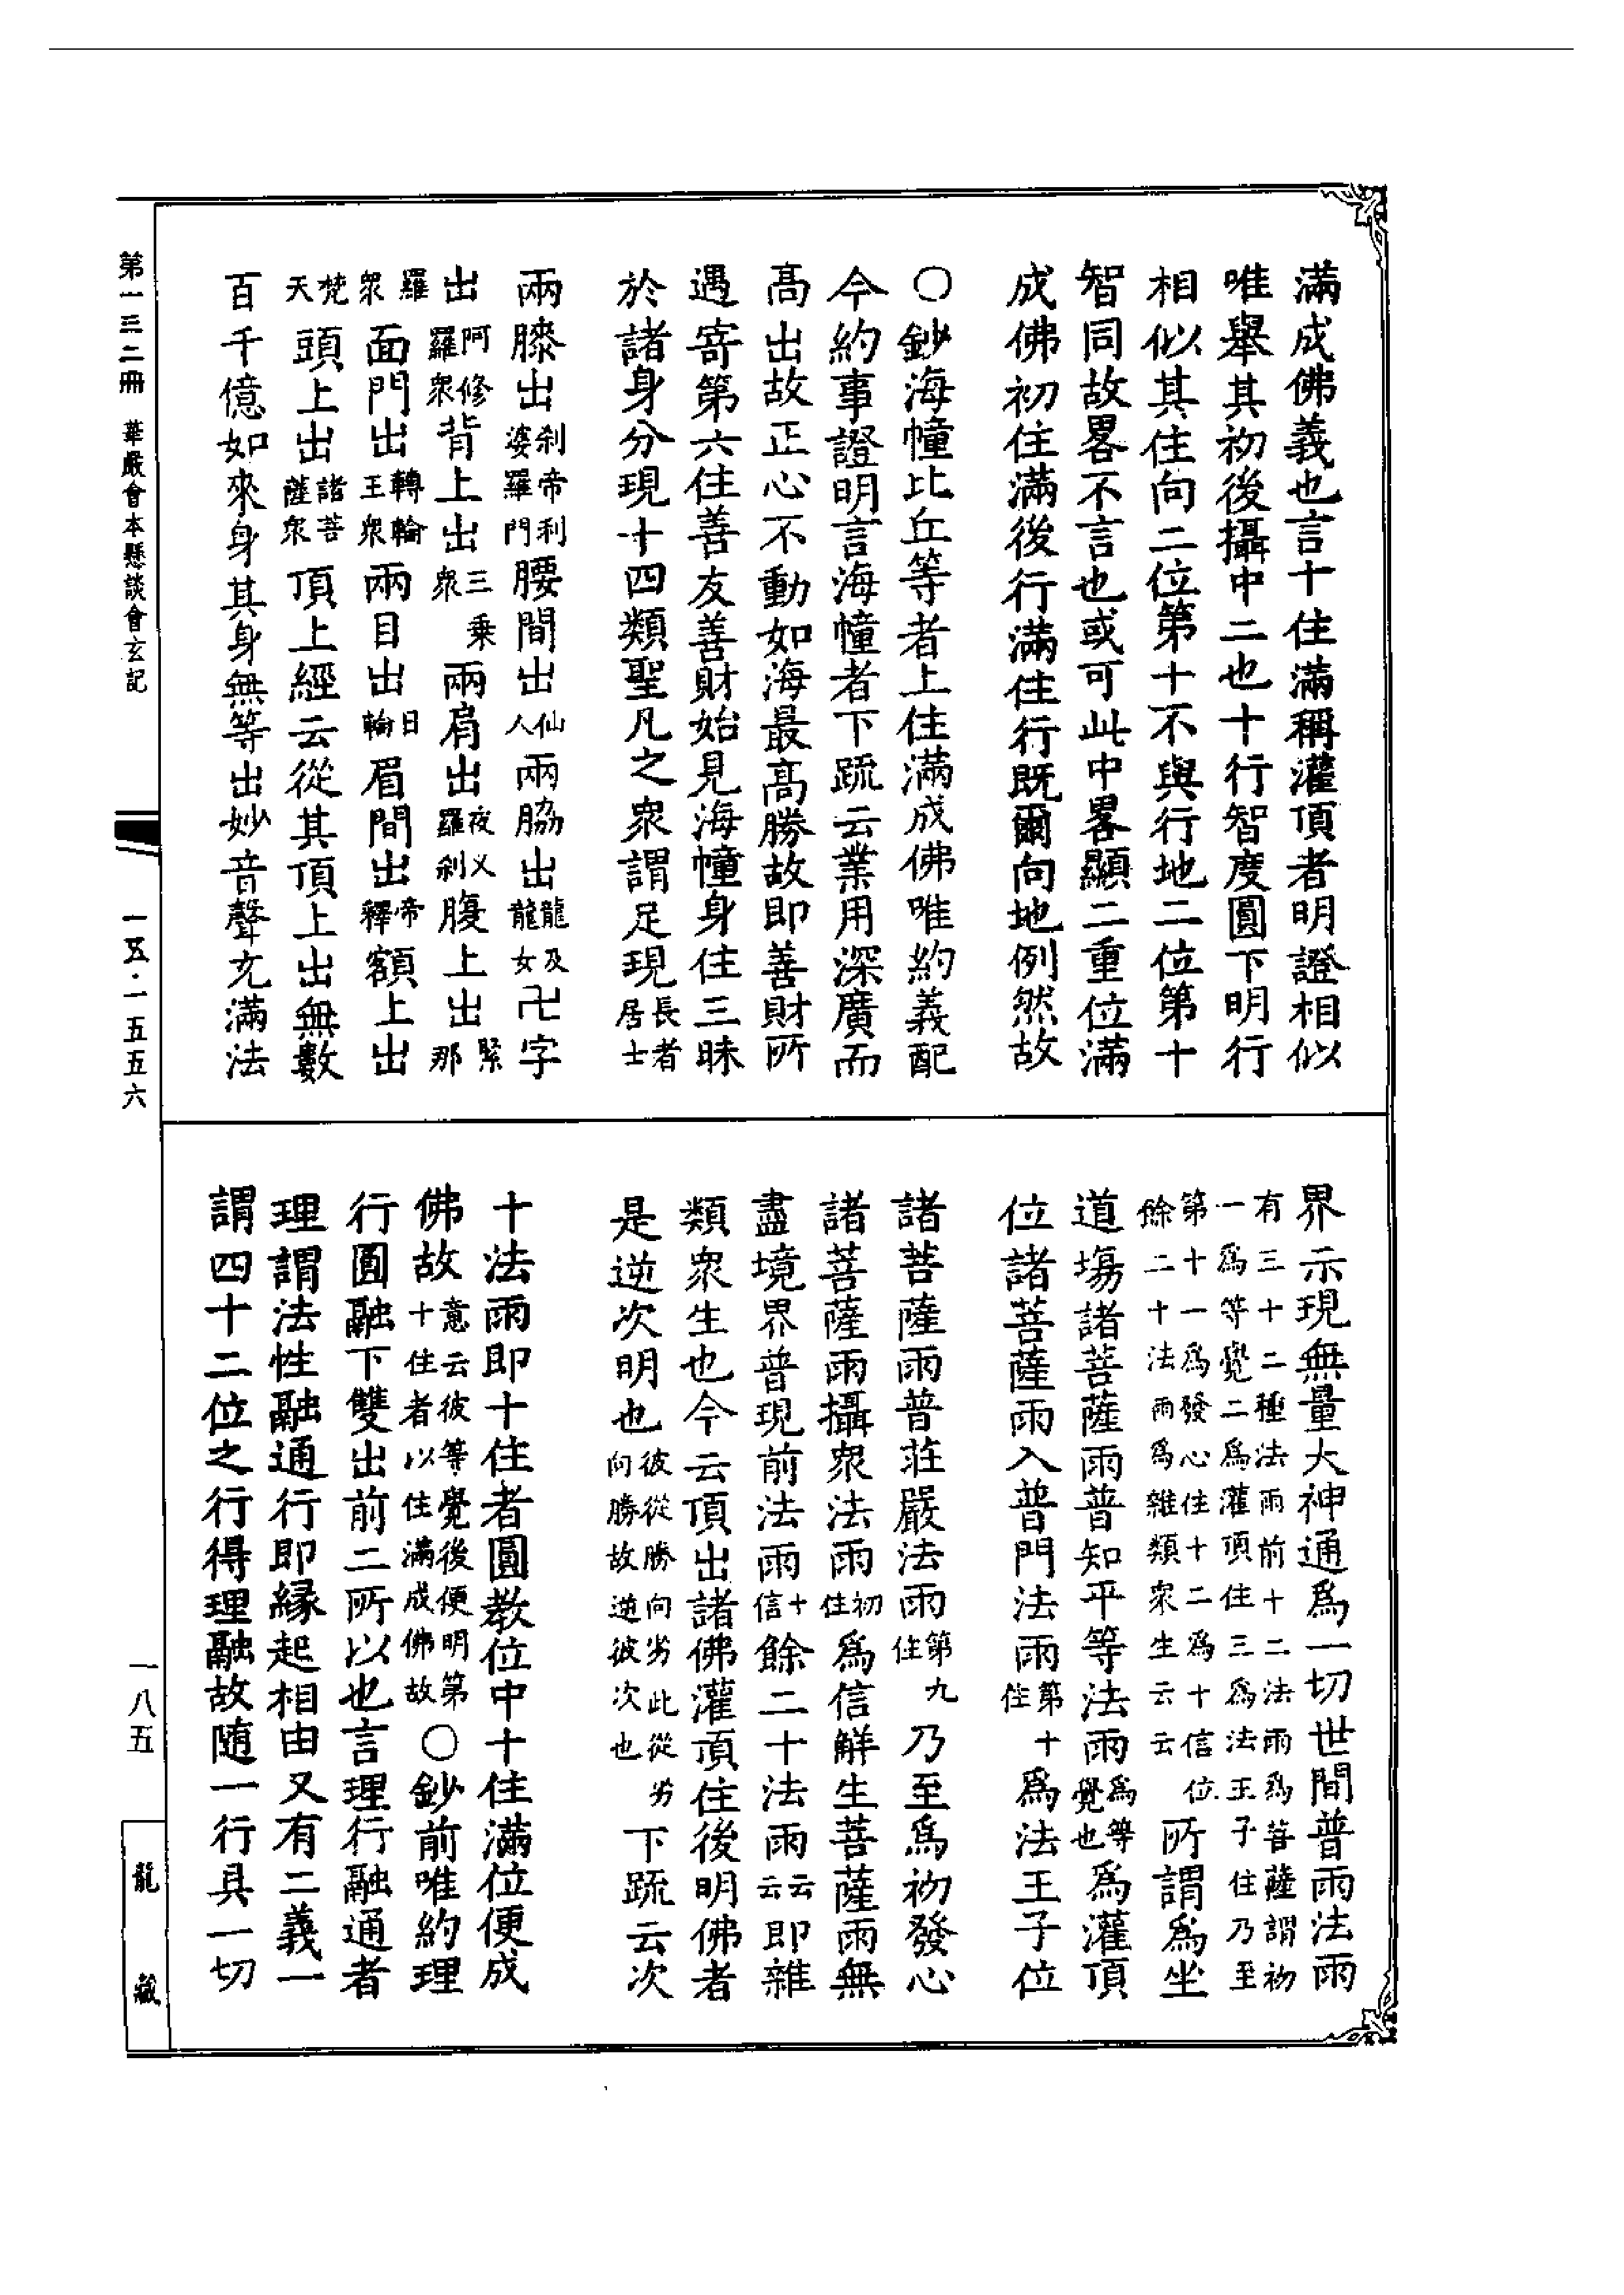 滿成佛義也言十住滿稱灌頂者明證相似
唯舉其初後攝中二也十行智度圓下明行
相似其住向二位第十不與行地二位第十
智同故畧不言也或可此中畧顯二重位滿
成佛初住滿後行滿住行既爾向地例然故
○鈔海幢比丘等者上住滿成佛唯約義配
今約事證明言海幢者下䟽云業用深廣而
髙出故正心不動如海最髙勝故即善財所
遇寄第六住善友善財始見海幢身住三昧
於諸身分現十四類聖凡之衆謂足現長者居士
兩膝出刹帝利婆羅門腰間出仙人兩脇出龍及龍女卍字
出阿修羅衆背上出三乗衆兩肩出夜义羅刹腹上出緊那
羅衆面門出轉輪王衆兩目出日輪眉間出帝釋額上出
梵天頭上出諸菩薩衆頂上經云從其頂上出無數
百千億如來身其身無等出妙音聲充滿法
界示現無量大神通爲一切世間普雨法雨
有三十二種法雨前十二法雨爲菩薩謂初
一爲等覺二爲灌頂住三爲法王子住乃至
第十一爲發心住十二爲十信位
餘二十法雨爲雜類衆生云云所謂爲坐
道塲諸菩薩雨普知平等法雨爲等覺也爲灌頂
位諸菩薩雨入普門法雨第十住爲法王子位
諸菩薩雨普莊嚴法雨第九住乃至爲初發心
諸菩薩雨攝衆法雨初住爲信解生菩薩雨無
盡境界普現前法雨十信餘二十法雨云云即雜
類衆生也今云頂出諸佛灌頂住後明佛者
是逆次明也彼從勝向劣此從劣向勝故逆彼次也下䟽云次
十法雨即十住者圓教位中十住滿位便成
佛故意云彼等覺後便明第十住者以住滿成佛故○鈔前唯約理
行圓融下雙出前二所以也言理行融通者
理謂法性融通行即緣起相由又有二義一
謂四十二位之行得理融故随一行具一切
第一三二冊 華嚴會本懸談會玄記
一五·一五五六
一八五
龍藏